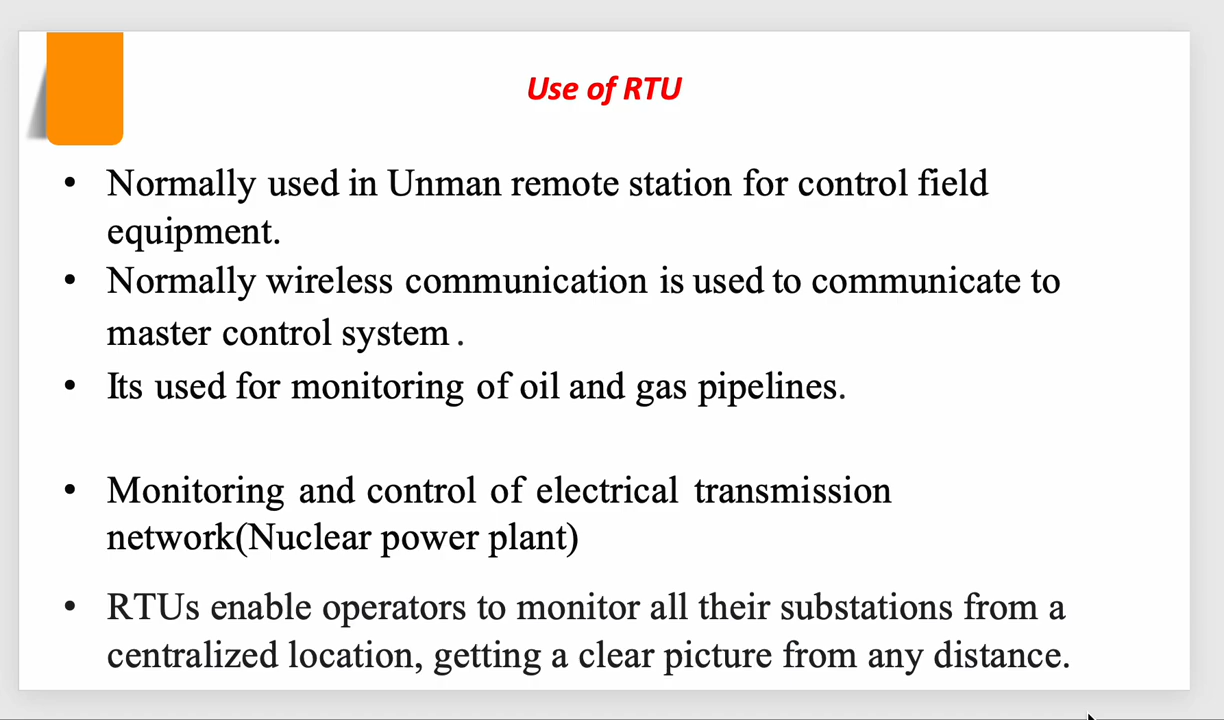 Use of RTU
• Normally used in Unman remote station for control field
equipment.
• Normally wireless communication is used to communicate to
master control system .
• Its used for monitoring of oil and gas pipelines.
• Monitoring and control of electrical transmission
network(Nuclear power plant)
• RTUs enable operators to monitor all their substations from a
centralized location, getting a clear picture from any distance.